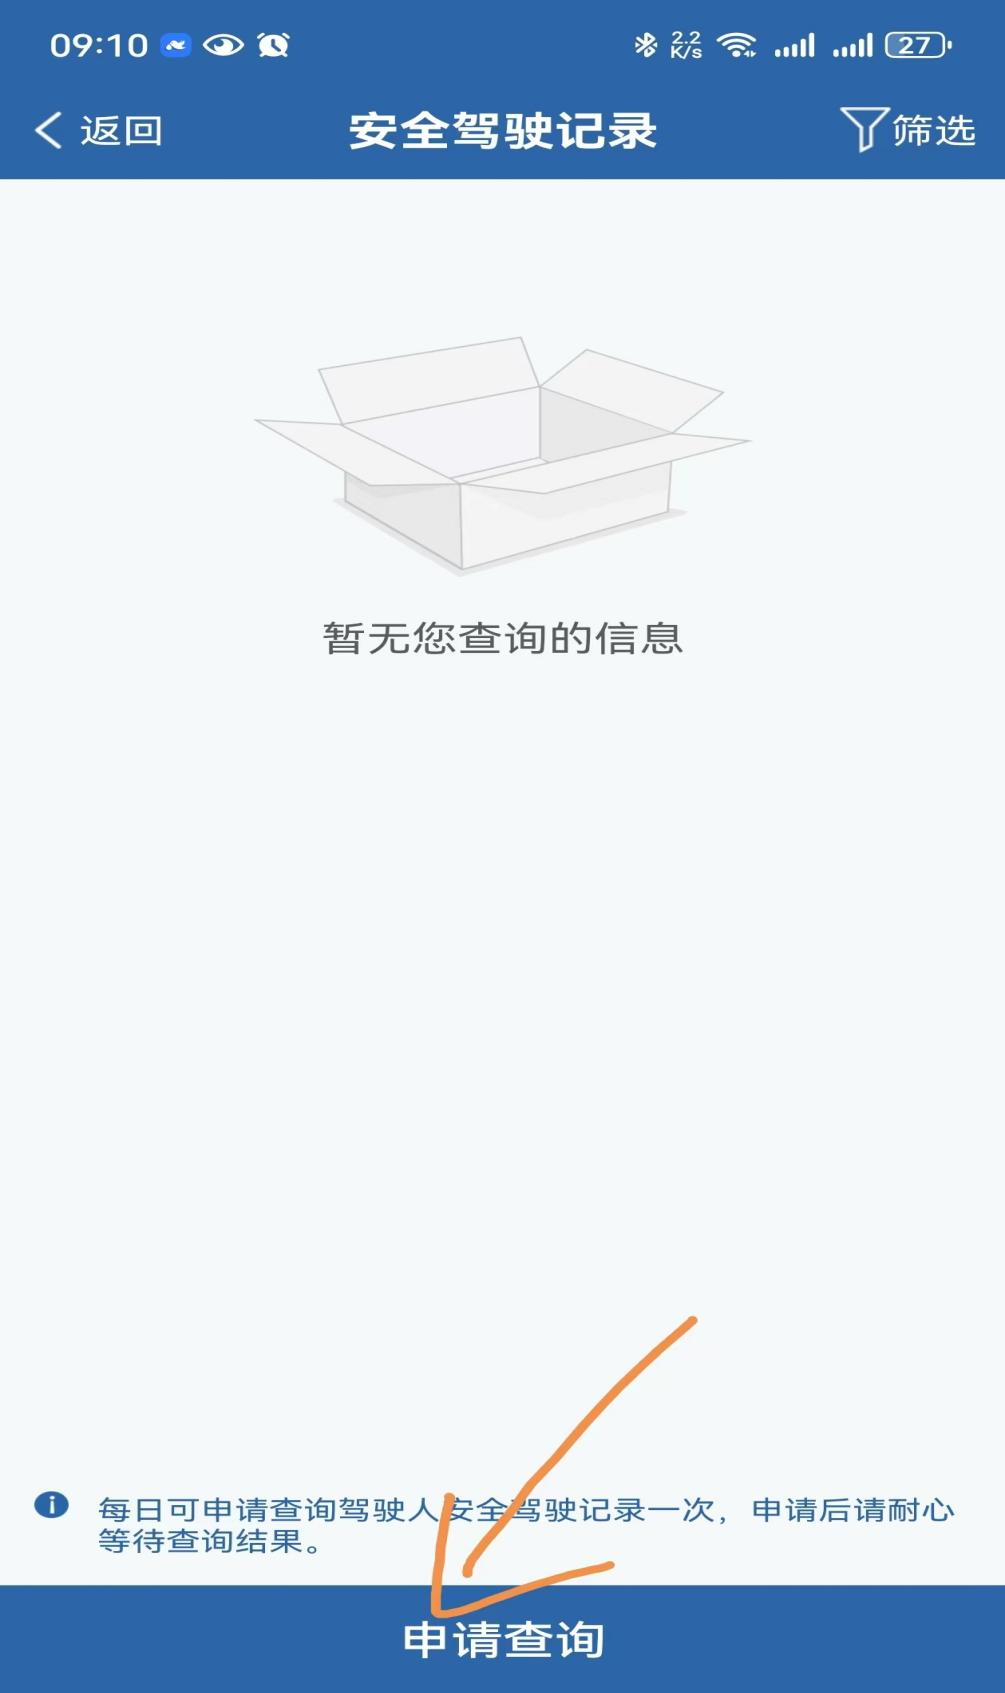 09:10 2.2 K/s 27
返回 安全驾驶记录 筛选
暂无您查询的信息
每日可申请查询驾驶人安全驾驶记录一次，申请后请耐心
等待查询结果。
申请查询